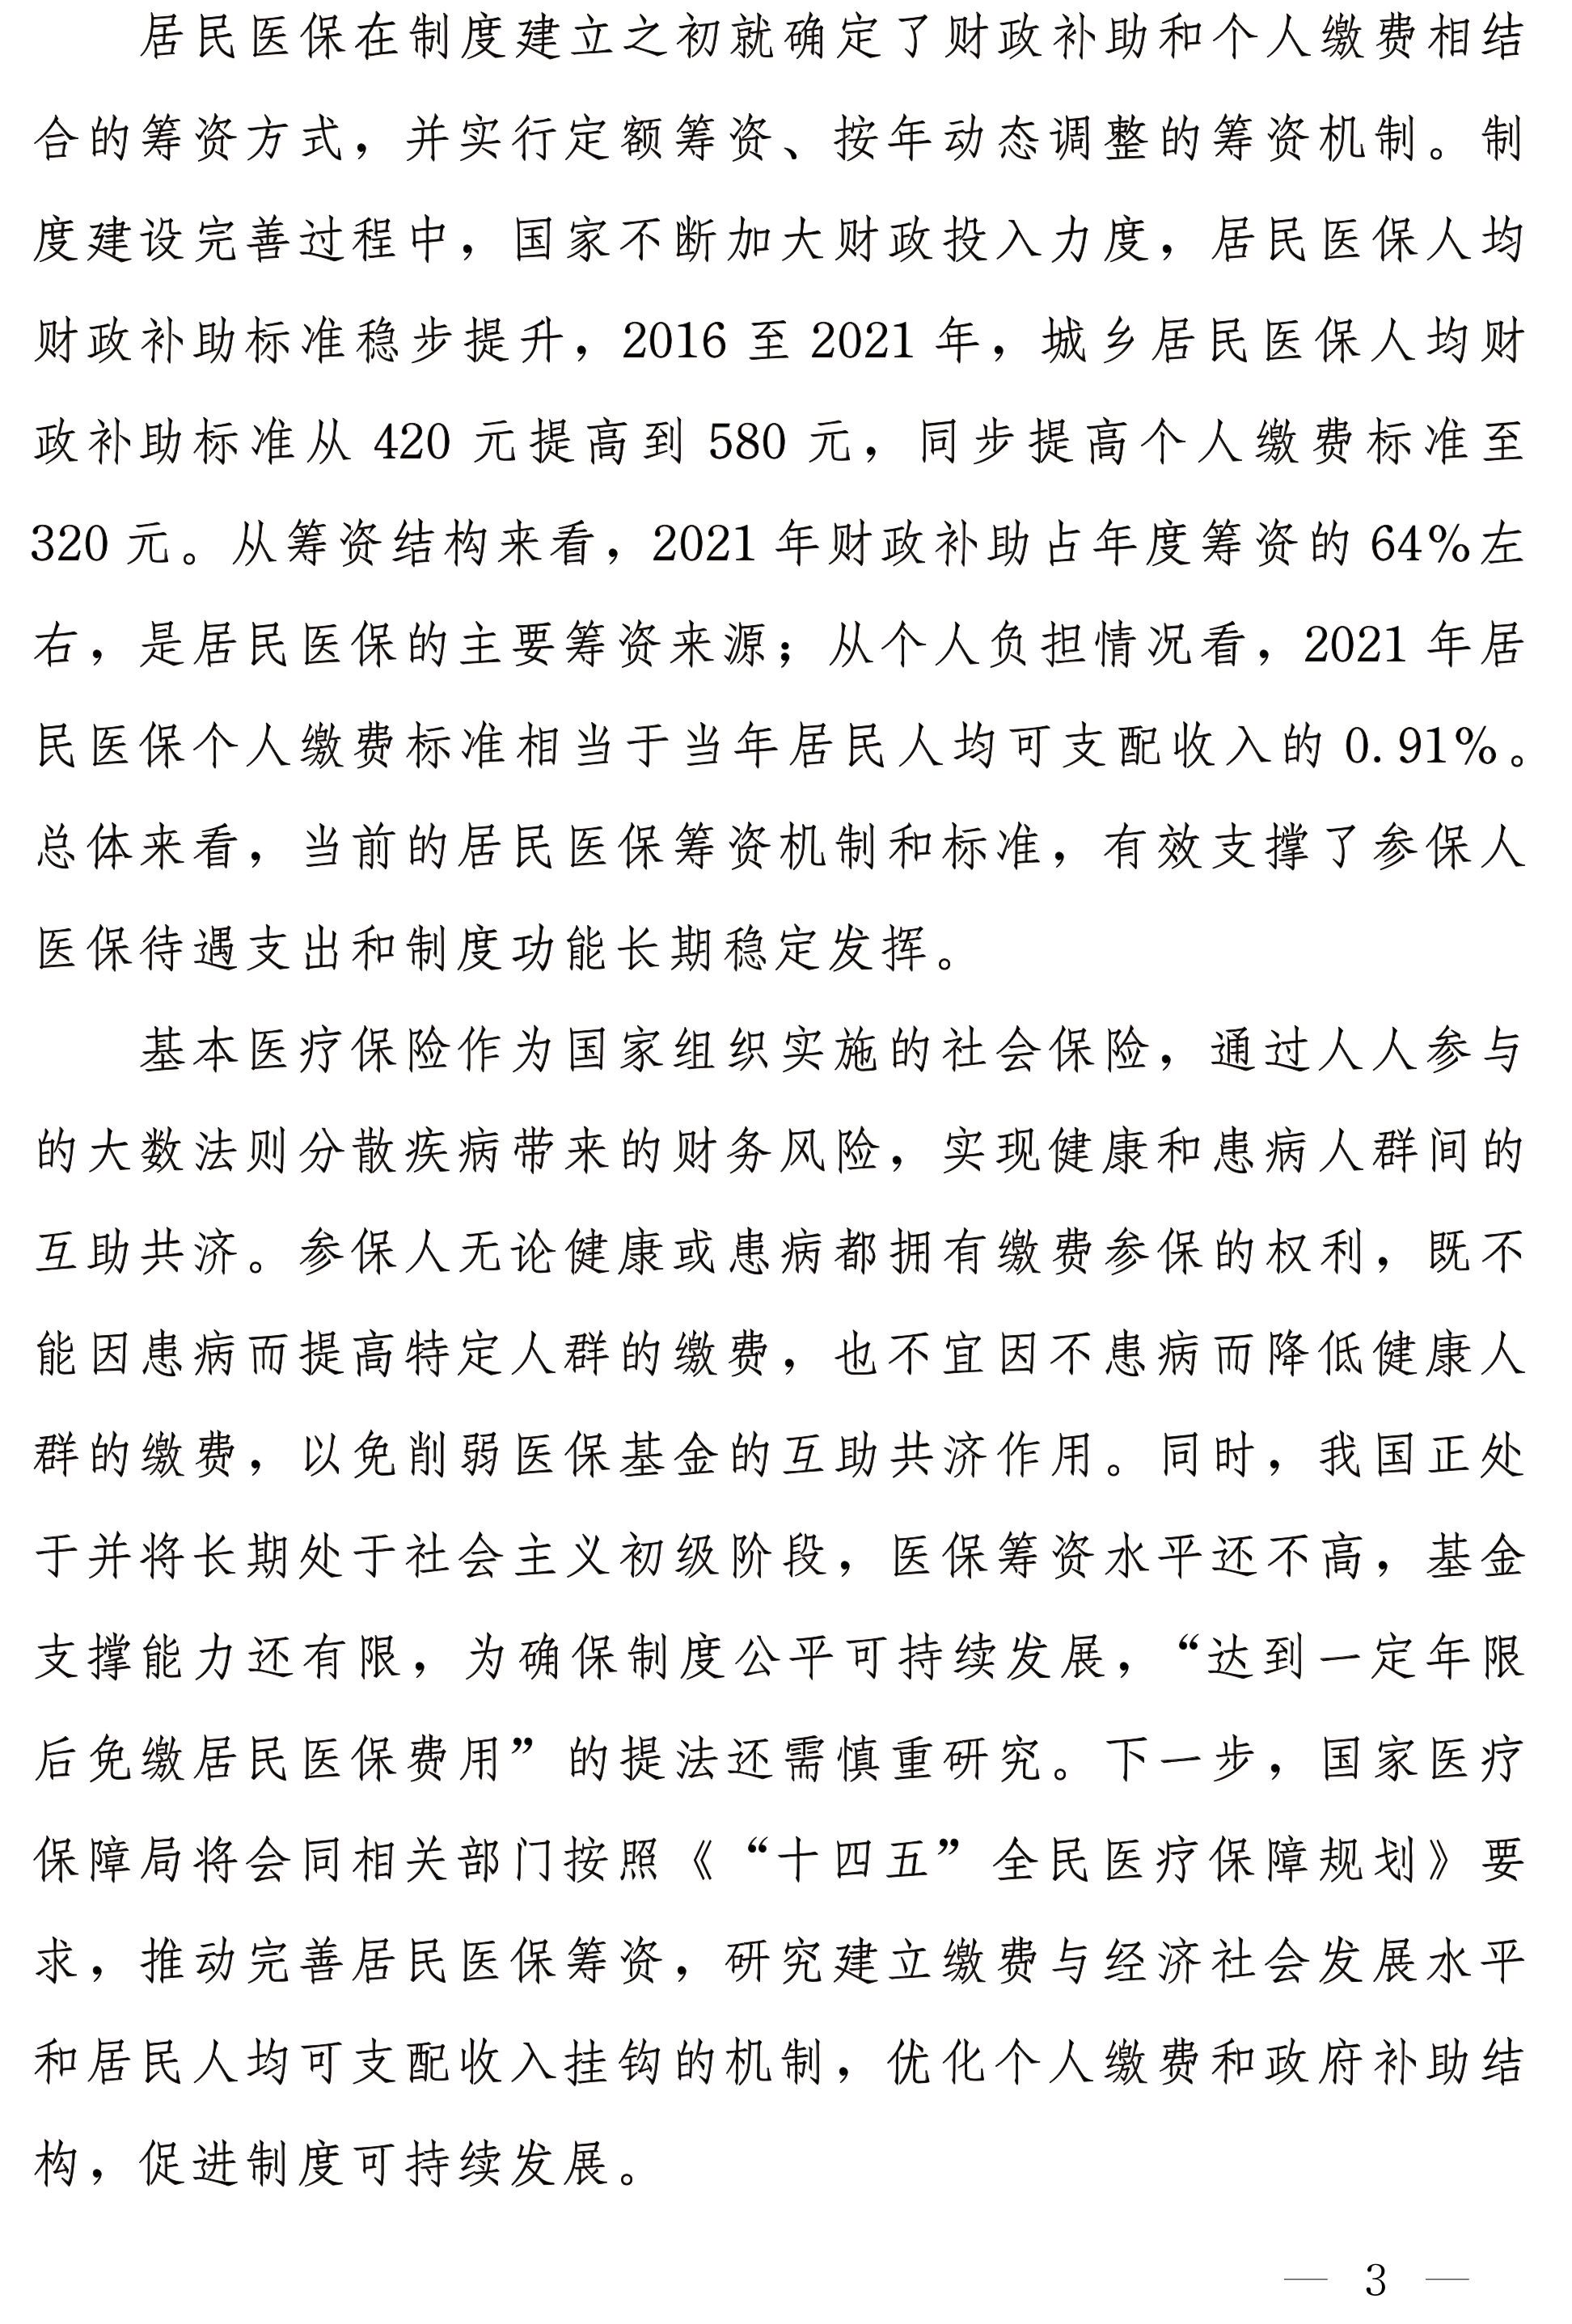 居民医保在制度建立之初就确定了财政补助和个人缴费相结
合的筹资方式，并实行定额筹资、按年动态调整的筹资机制。制
度建设完善过程中，国家不断加大财政投入力度，居民医保人均
财政补助标准稳步提升，2016 至 2021 年，城乡居民医保人均财
政补助标准从 420 元提高到 580 元，同步提高个人缴费标准至
320 元。从筹资结构来看，2021 年财政补助占年度筹资的 64%左
右，是居民医保的主要筹资来源；从个人负担情况看，2021 年居
民医保个人缴费标准相当于当年居民人均可支配收入的 0.91%。
总体来看，当前的居民医保筹资机制和标准，有效支撑了参保人
医保待遇支出和制度功能长期稳定发挥。
基本医疗保险作为国家组织实施的社会保险，通过人人参与
的大数法则分散疾病带来的财务风险，实现健康和患病人群间的
互助共济。参保人无论健康或患病都拥有缴费参保的权利，既不
能因患病而提高特定人群的缴费，也不宜因不患病而降低健康人
群的缴费，以免削弱医保基金的互助共济作用。同时，我国正处
于并将长期处于社会主义初级阶段，医保筹资水平还不高，基金
支撑能力还有限，为确保制度公平可持续发展，“达到一定年限
后免缴居民医保费用”的提法还需慎重研究。下一步，国家医疗
保障局将会同相关部门按照《“十四五”全民医疗保障规划》要
求，推动完善居民医保筹资，研究建立缴费与经济社会发展水平
和居民人均可支配收入挂钩的机制，优化个人缴费和政府补助结
构，促进制度可持续发展。
— 3 —